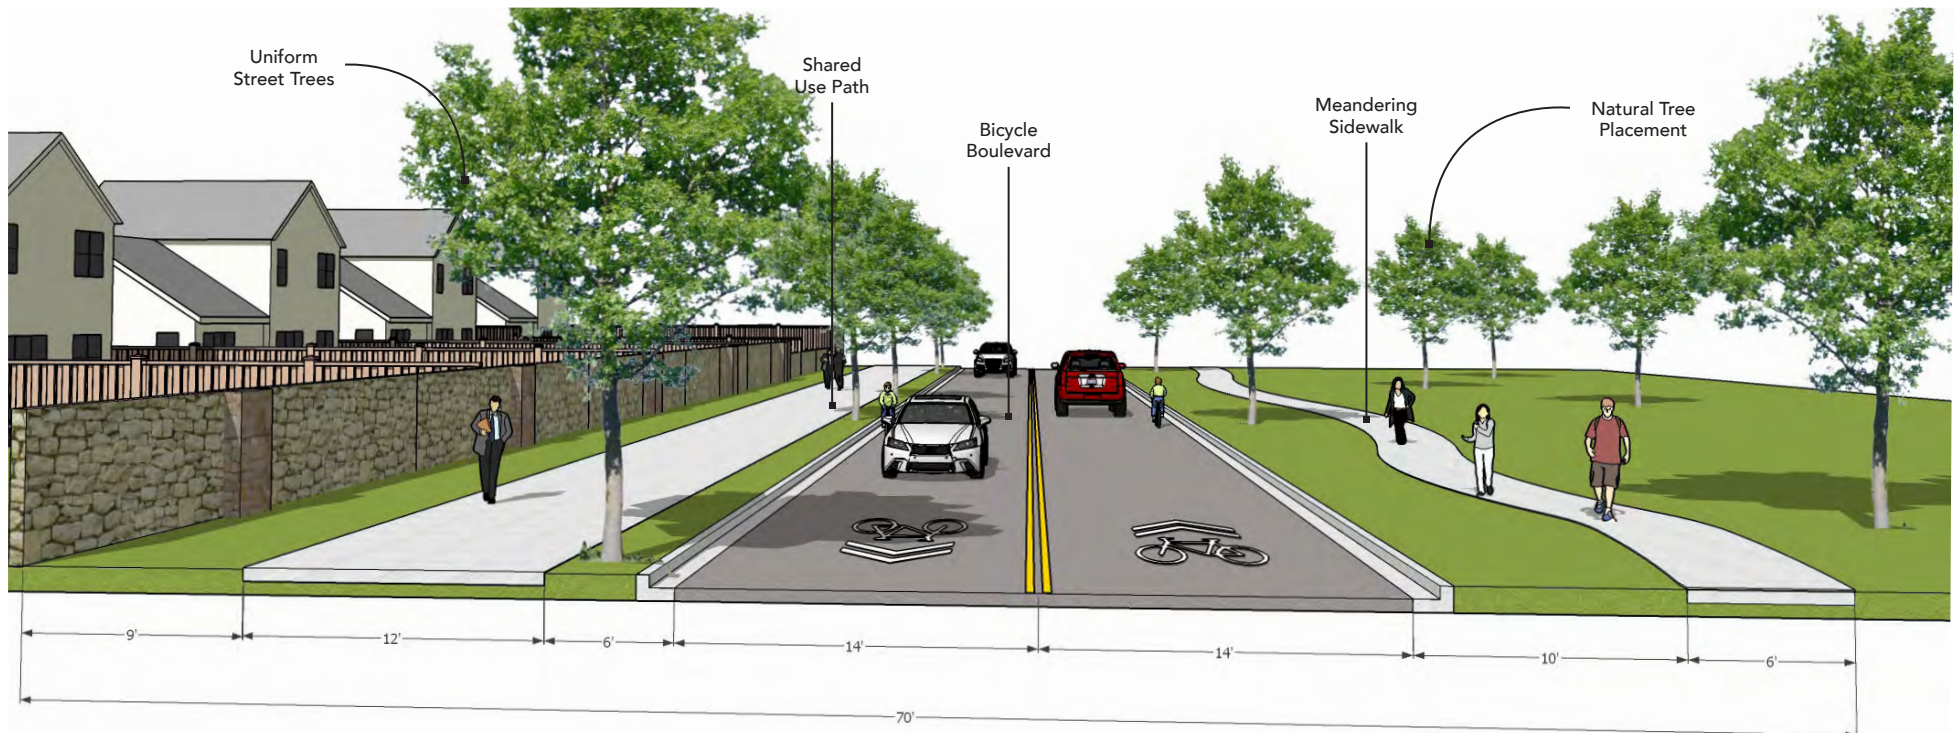 Uniform
Street Trees
Shared
Use Path
Bicycle
Boulevard
Meandering
Sidewalk
Natural Tree
Placement
9'
12'
6'
14'
14'
10'
6'
70'